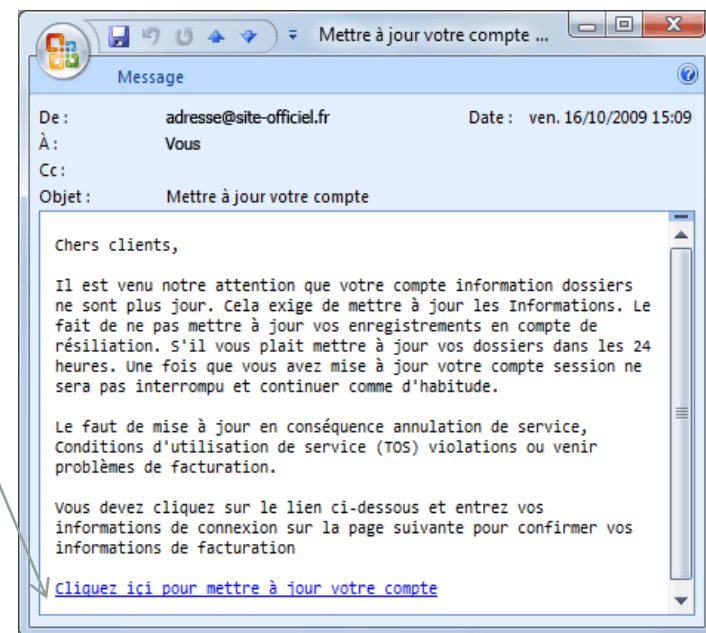 Mettre à jour votre compte ...
Message
De : adresse@site-officiel.fr Date : ven. 16/10/2009 15:09
À : Vous
Cc :
Objet : Mettre à jour votre compte
Chers clients,
Il est venu notre attention que votre compte information dossiers
ne sont plus jour. Cela exige de mettre à jour les Informations. Le
fait de ne pas mettre à jour vos enregistrements en compte de
résiliation. S'il vous plait mettre à jour vos dossiers dans les 24
heures. Une fois que vous avez mise à jour votre compte session ne
sera pas interrompu et continuer comme d'habitude.
Le faut de mise à jour en conséquence annulation de service,
Conditions d'utilisation de service (TOS) violations ou venir
problèmes de facturation.
Vous devez cliquez sur le lien ci-dessous et entrez vos
informations de connexion sur la page suivante pour confirmer vos
informations de facturation
Cliquez ici pour mettre à jour votre compte